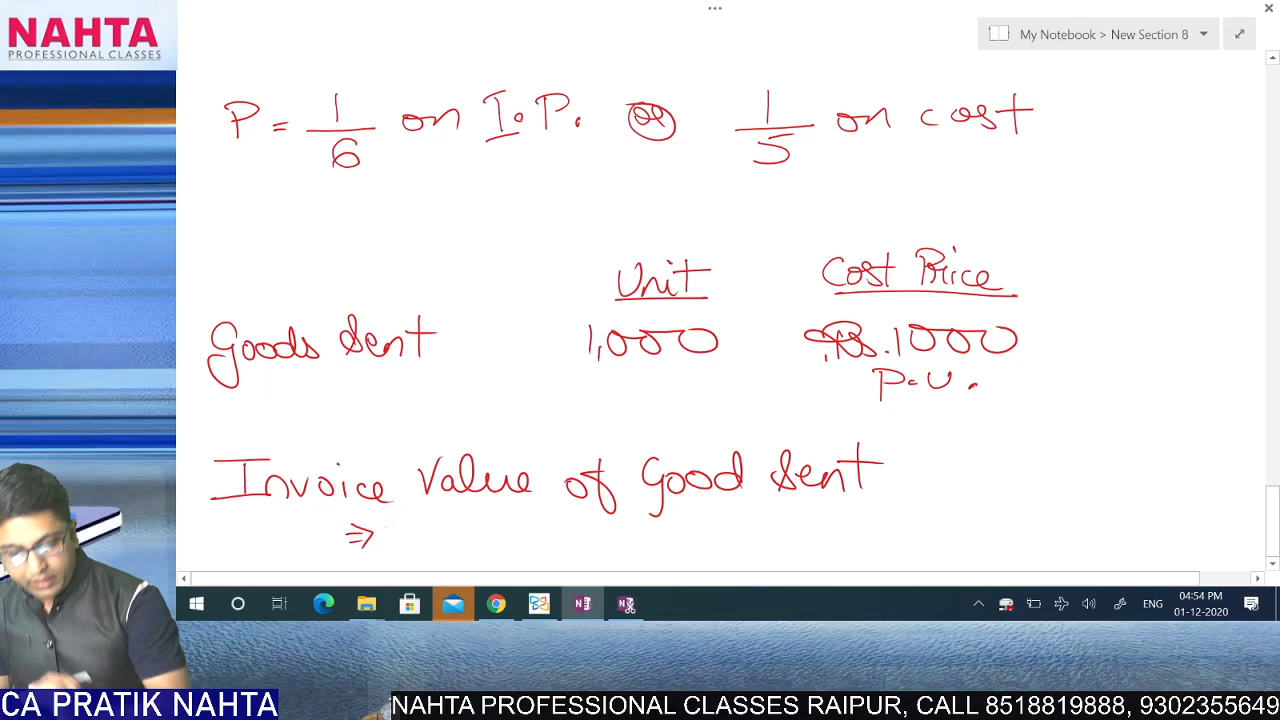 NAHTA
PROFESSIONAL CLASSES
My Notebook > New Section 8
P = 1/6 on I.P. or 1/5 on cost
Unit Cost Price
Goods Sent 1,000 Rs.1000
P.U.
Invoice Value of Good Sent
⇒
ENG
04:54 PM
01-12-2020
CA PRATIK NAHTA
NAHTA PROFESSIONAL CLASSES RAIPUR, CALL 8518819888, 9302355649